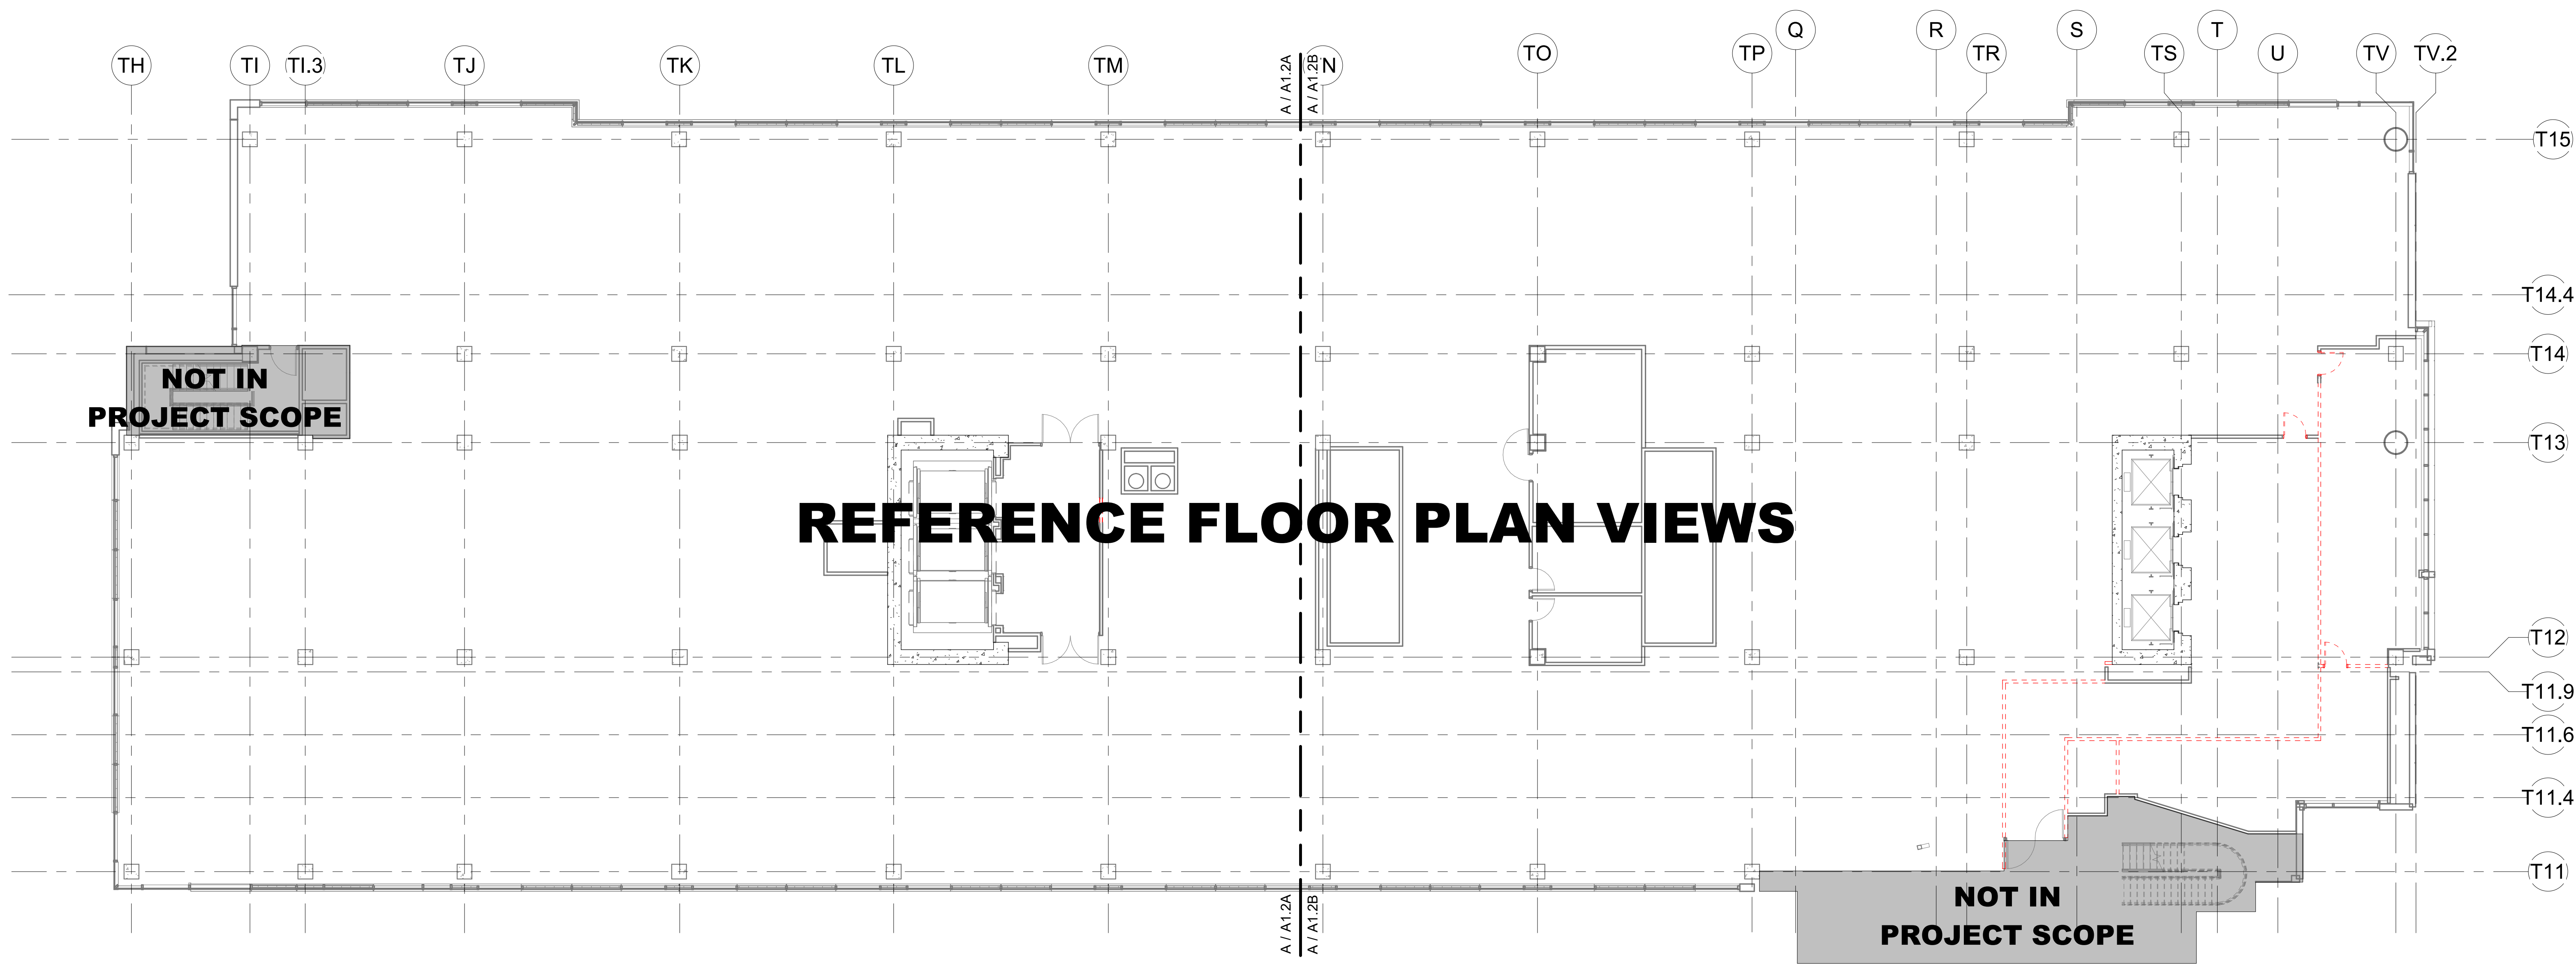 Q R S T
TH TI TI.3 TJ TK TL TM N TO TP TR TS U TV TV.2
A / A1.2A
A / A1.2B
T15
T14.4
T14
NOT IN
PROJECT SCOPE
T13
REFERENCE FLOOR PLAN VIEWS
T12
T11.9
T11.6
T11.4
T11
NOT IN
PROJECT SCOPE
A / A1.2A
A / A1.2B